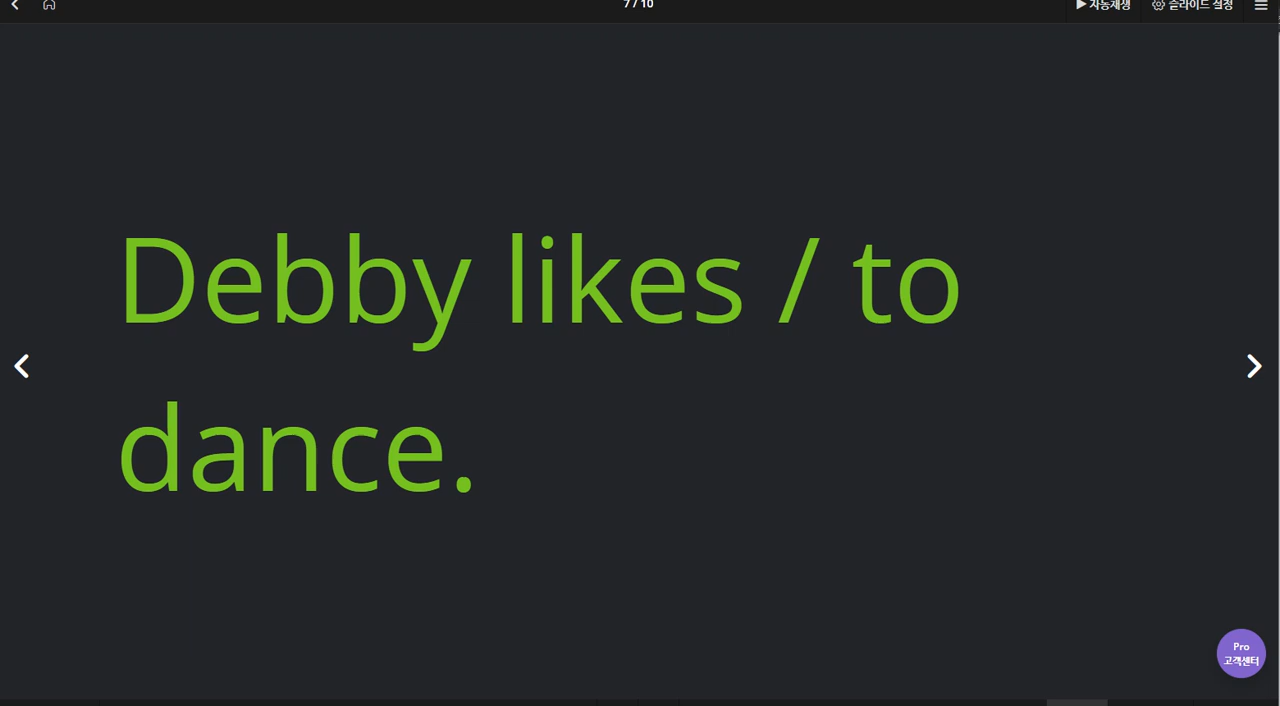 7 / 10
▶ 자동재생
슬라이드 설정
Debby likes / to
dance.
Pro
고객센터